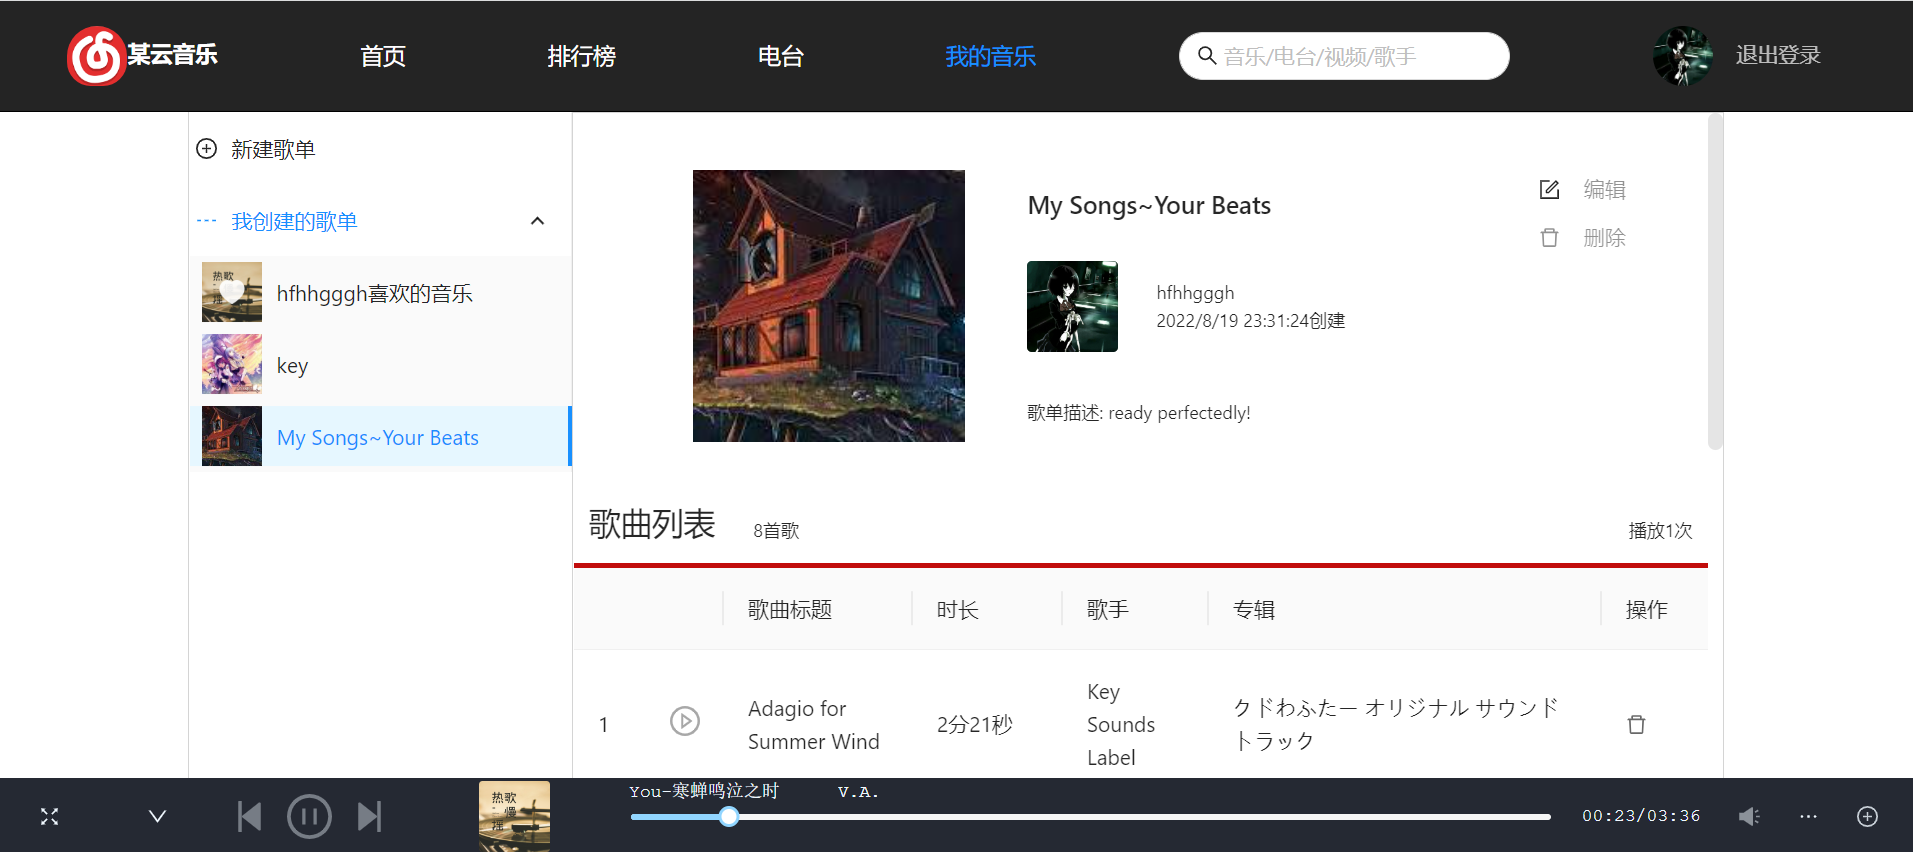 某云音乐
首页
排行榜
电台
我的音乐
音乐/电台/视频/歌手
退出登录
新建歌单
我创建的歌单
热歌
hfhhgggh喜欢的音乐
key
My Songs~Your Beats
My Songs~Your Beats
编辑
删除
hfhhgggh
2022/8/19 23:31:24创建
歌单描述: ready perfectedly!
歌曲列表
8首歌
播放1次
歌曲标题
时长
歌手
专辑
操作
1
Adagio for
Summer Wind
2分21秒
Key
Sounds
Label
クドわふたー オリジナル サウンド
トラック
热歌
慢
摇
You-寒蝉鸣泣之时 V.A.
00:23/03:36